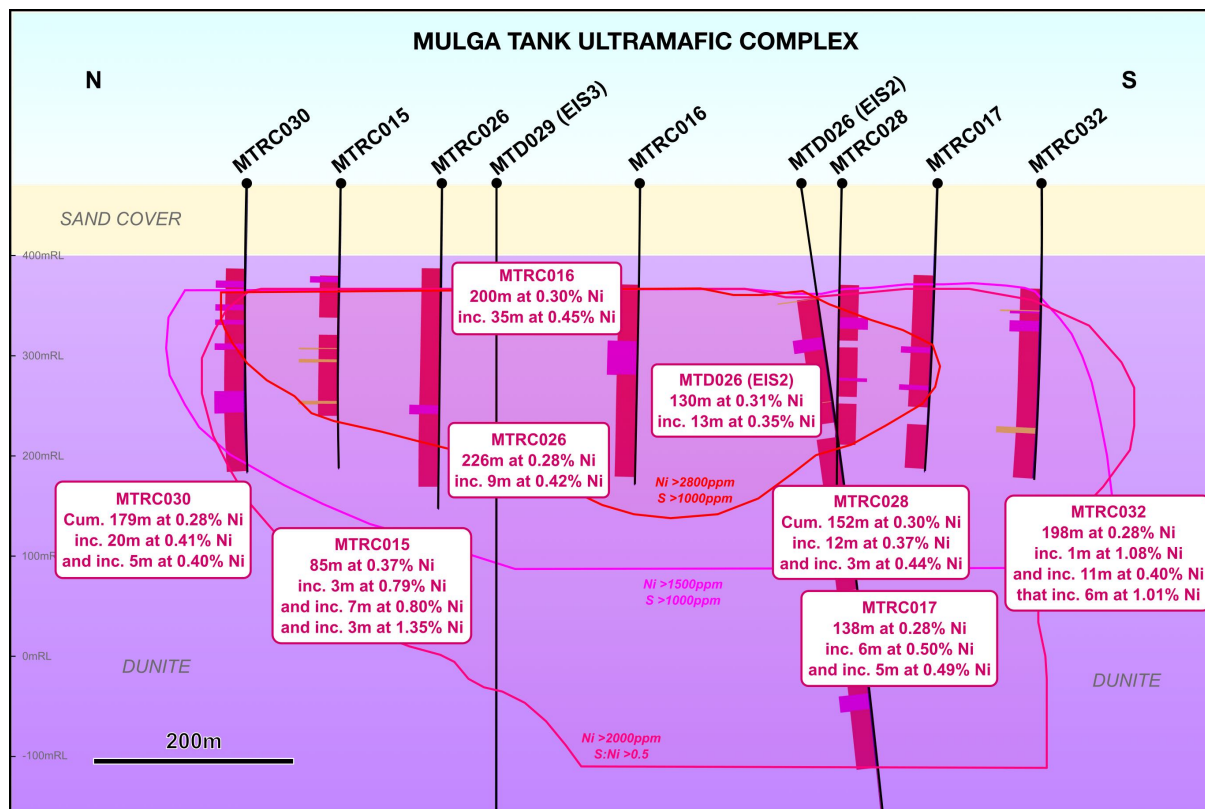 MULGA TANK ULTRAMAFIC COMPLEX
N
S
MTRC030
MTRC015
MTRC026
MTD029 (EIS3)
MTRC016
MTD026 (EIS2)
MTRC028
MTRC017
MTRC032
SAND COVER
400mRL
300mRL
200mRL
100mRL
0mRL
-100mRL
MTRC016
200m at 0.30% Ni
inc. 35m at 0.45% Ni
MTD026 (EIS2)
130m at 0.31% Ni
inc. 13m at 0.35% Ni
MTRC026
226m at 0.28% Ni
inc. 9m at 0.42% Ni
Ni >2800ppm
S >1000ppm
MTRC030
Cum. 179m at 0.28% Ni
inc. 20m at 0.41% Ni
and inc. 5m at 0.40% Ni
MTRC015
85m at 0.37% Ni
inc. 3m at 0.79% Ni
and inc. 7m at 0.80% Ni
and inc. 3m at 1.35% Ni
MTRC028
Cum. 152m at 0.30% Ni
inc. 12m at 0.37% Ni
and inc. 3m at 0.44% Ni
MTRC032
198m at 0.28% Ni
inc. 1m at 1.08% Ni
and inc. 11m at 0.40% Ni
that inc. 6m at 1.01% Ni
Ni >1500ppm
S >1000ppm
MTRC017
138m at 0.28% Ni
inc. 6m at 0.50% Ni
and inc. 5m at 0.49% Ni
DUNITE
DUNITE
Ni >2000ppm
S:Ni >0.5
200m